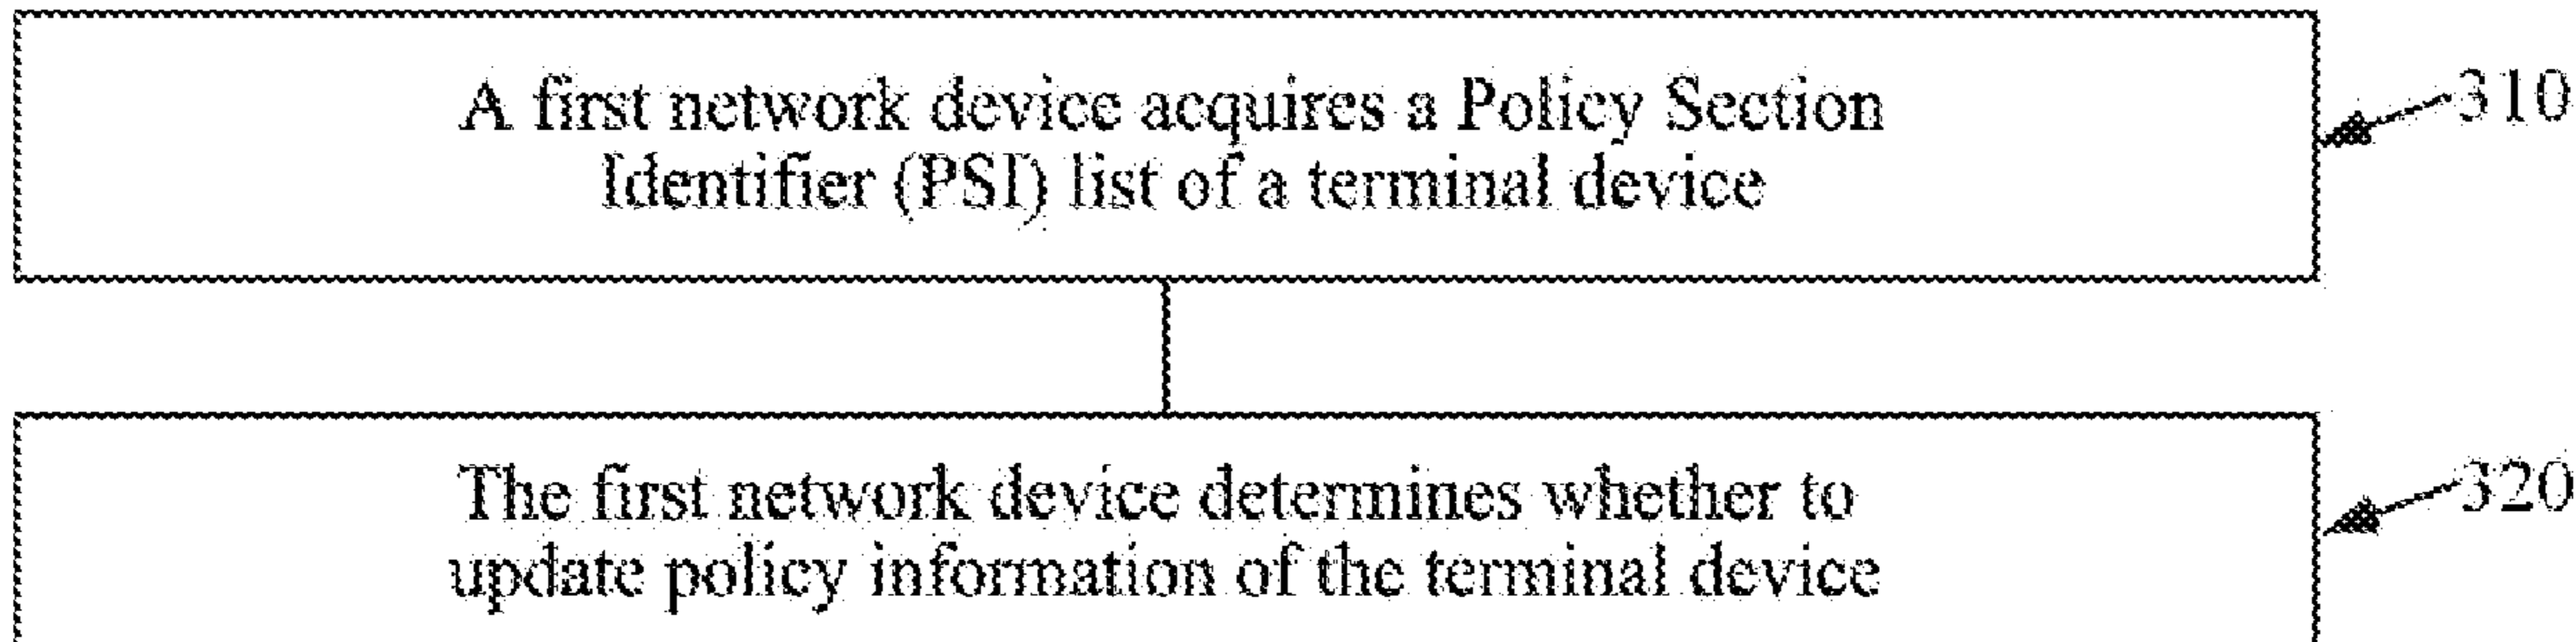 A first network device acquires a Policy Section
Identifier (PSI) list of a terminal device
310
The first network device determines whether to
update policy information of the terminal device
320